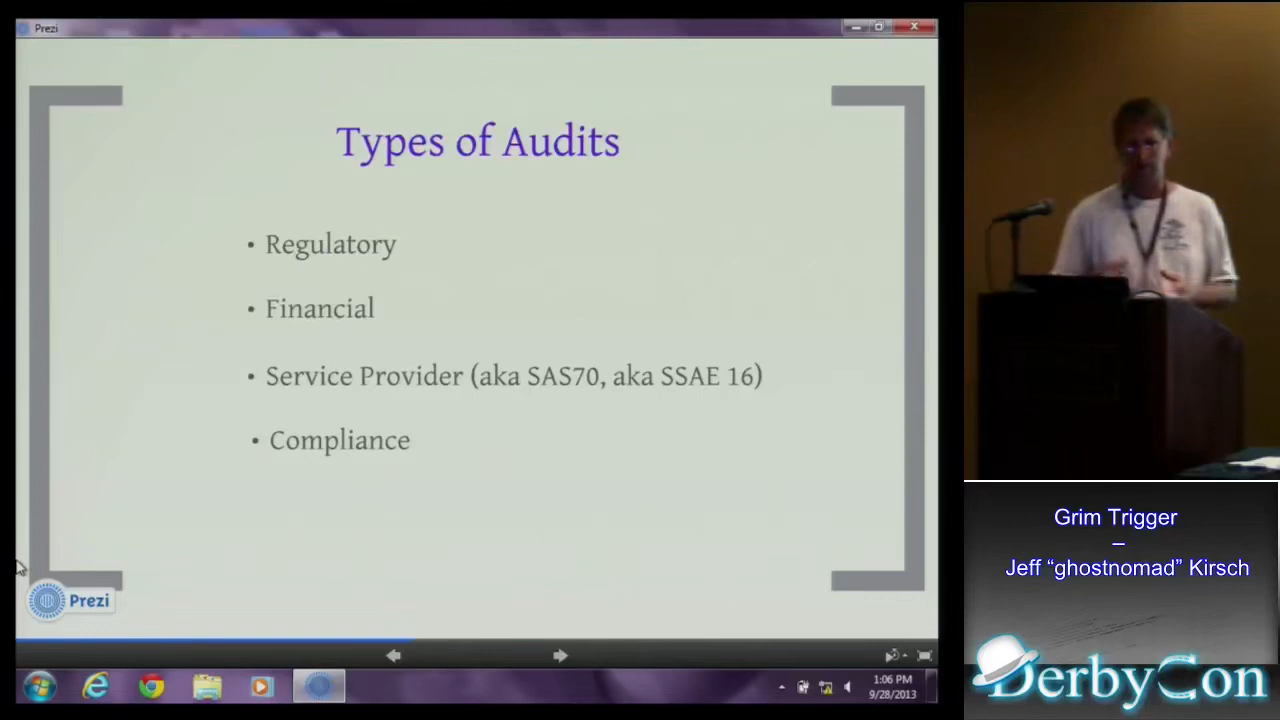 Prezi
Types of Audits
• Regulatory
• Financial
• Service Provider (aka SAS70, aka SSAE 16)
• Compliance
Prezi
1:06 PM
9/28/2013
Grim Trigger
–
Jeff “ghostnomad” Kirsch
DerbyCon